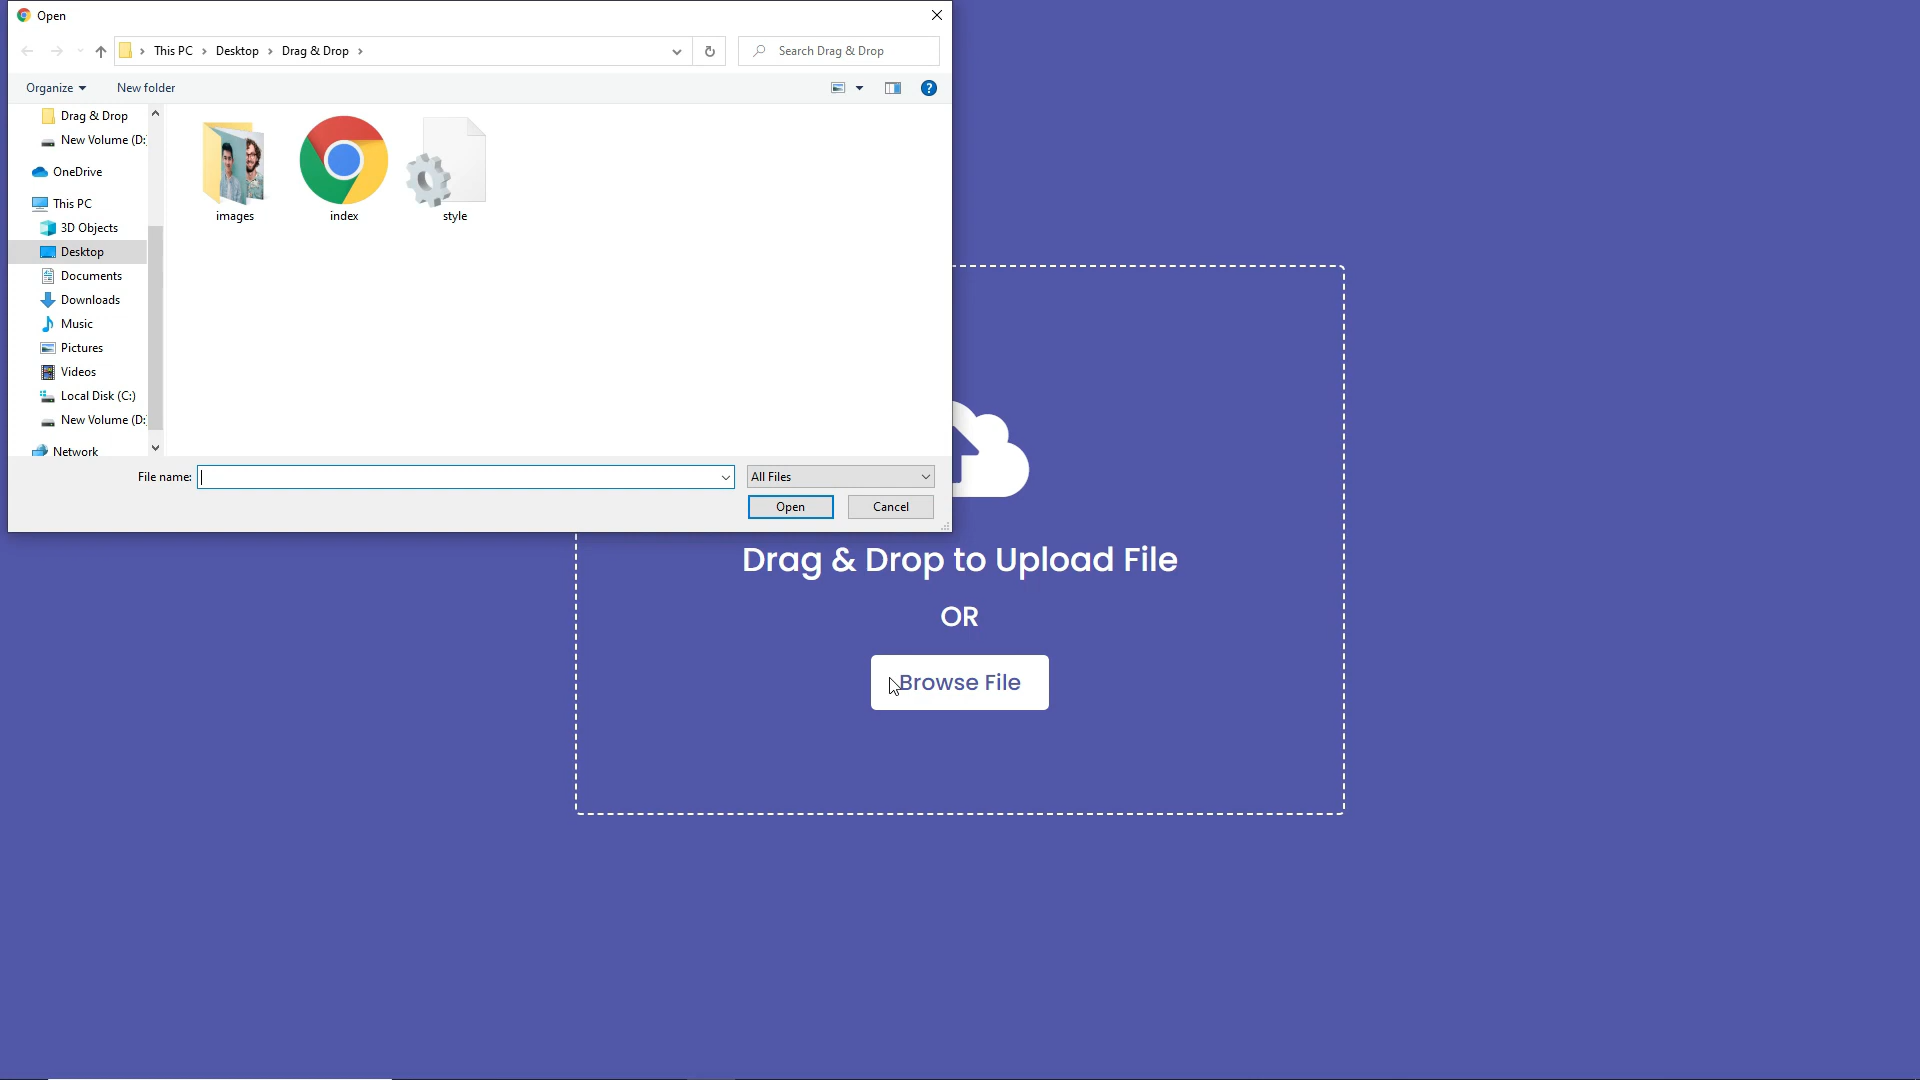 Open
This PC > Desktop > Drag & Drop >
Search Drag & Drop
Organize
New folder
Drag & Drop
New Volume (D:
OneDrive
This PC
3D Objects
Desktop
Documents
Downloads
Music
Pictures
Videos
Local Disk (C:)
New Volume (D:
Network
images
index
style
File name:
All Files
Open
Cancel
Drag & Drop to Upload File
OR
Browse File